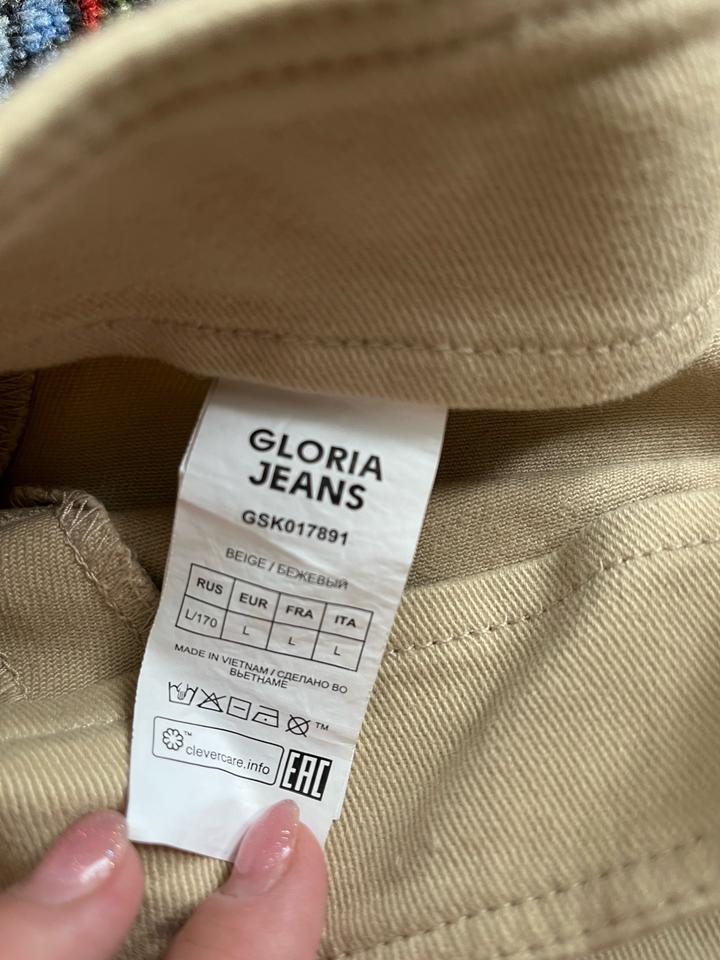 GLORIA
JEANS
GSK017891
BEIGE / БЕЖЕВЫЙ
RUS EUR FRA ITA
L/170 L L L
MADE IN VIETNAM / СДЕЛАНО ВО
ВЬЕТНАМЕ
TM
TM clevercare.info
EAC